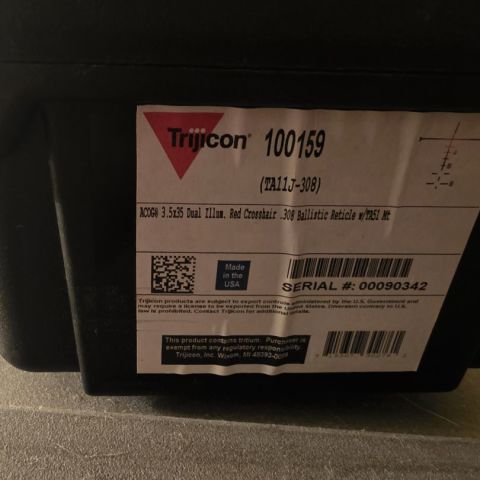 Trijicon® 100159
(TA11J-308)
ACOG® 3.5x35 Dual Illum. Red Crosshair .308 Ballistic Reticle w/TA51 Mt
Made
in the
USA
SERIAL #: 00090342
Trijicon products are subject to export controls administered by the U.S. Government and
may require a license to be exported from the United States. Diversion contrary to U.S.
law is prohibited. Contact Trijicon for additional details.
This product contains tritium. Purchaser is
exempt from any regulatory responsibility.
Trijicon, Inc. Wixom, MI 48393-0059